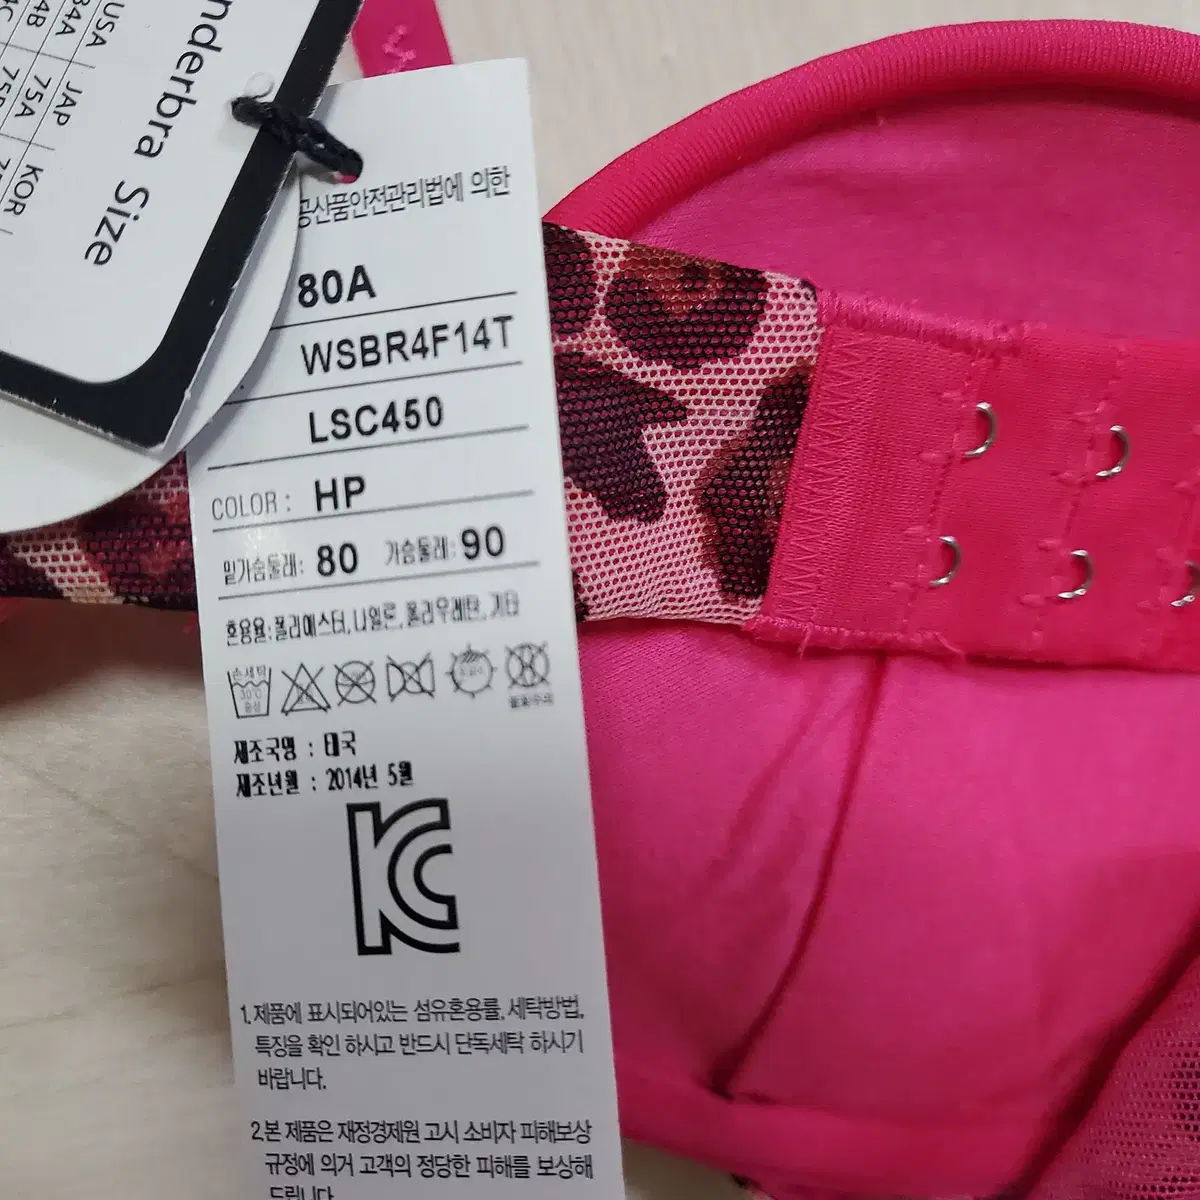 nderbra Size
USA JAP KOR
75A
공산품안전관리법에 의한
80A
WSBR4F14T
LSC450
COLOR : HP
밑가슴둘레: 80 가슴둘레: 90
혼용율:폴리에스터,나일론,폴리우레탄,기타
손세탁
30℃
중성
제조국명 : 태국
제조년월 : 2014년 5월
1.제품에 표시되어있는 섬유혼용률, 세탁방법,
특징을 확인 하시고 반드시 단독세탁 하시기
바랍니다.
2.본 제품은 재정경제원 고시 소비자 피해보상
규정에 의거 고객의 정당한 피해를 보상해
드립니다.